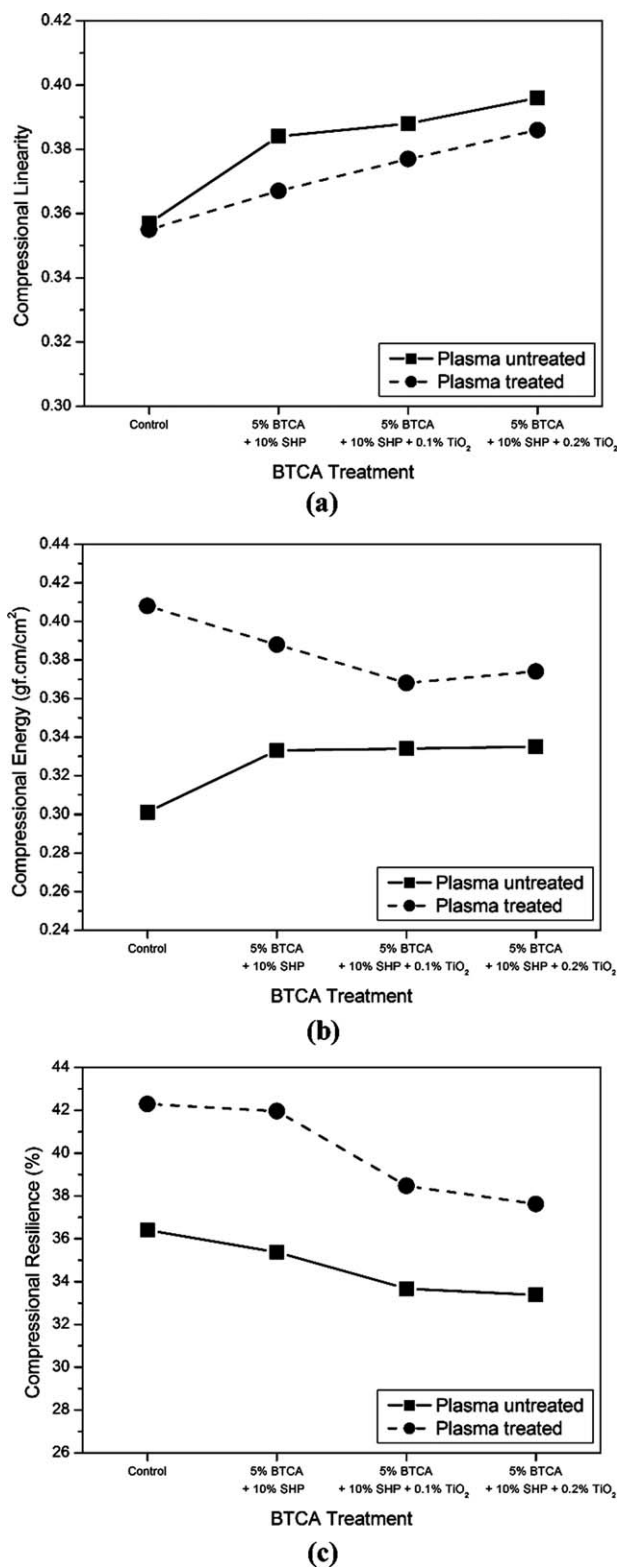 0.42
0.40
0.38
0.36
0.34
0.32
0.30
Compressional Linearity
Plasma untreated
Plasma treated
Control
5% BTCA
+ 10% SHP
5% BTCA
+ 10% SHP + 0.1% TiO₂
5% BTCA
+ 10% SHP + 0.2% TiO₂
BTCA Treatment
(a)
0.44
0.42
0.40
0.38
0.36
0.34
0.32
0.30
0.28
0.26
0.24
Compressional Energy (gf.cm/cm²)
Plasma untreated
Plasma treated
Control
5% BTCA
+ 10% SHP
5% BTCA
+ 10% SHP + 0.1% TiO₂
5% BTCA
+ 10% SHP + 0.2% TiO₂
BTCA Treatment
(b)
44
42
40
38
36
34
32
30
28
26
Compressional Resilience (%)
Plasma untreated
Plasma treated
Control
5% BTCA
+ 10% SHP
5% BTCA
+ 10% SHP + 0.1% TiO₂
5% BTCA
+ 10% SHP + 0.2% TiO₂
BTCA Treatment
(c)